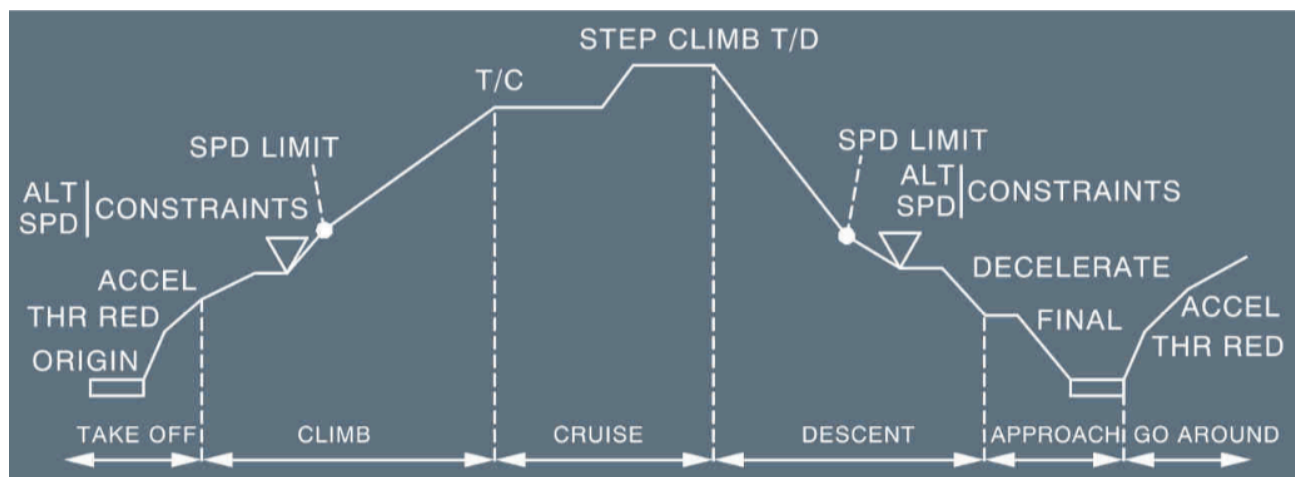 STEP CLIMB T/D
T/C
SPD LIMIT
SPD LIMIT
ALT
SPD
CONSTRAINTS
ALT
SPD
CONSTRAINTS
ACCEL
DECELERATE
THR RED
FINAL
ACCEL
ORIGIN
THR RED
TAKE OFF
CLIMB
CRUISE
DESCENT
APPROACH
GO AROUND